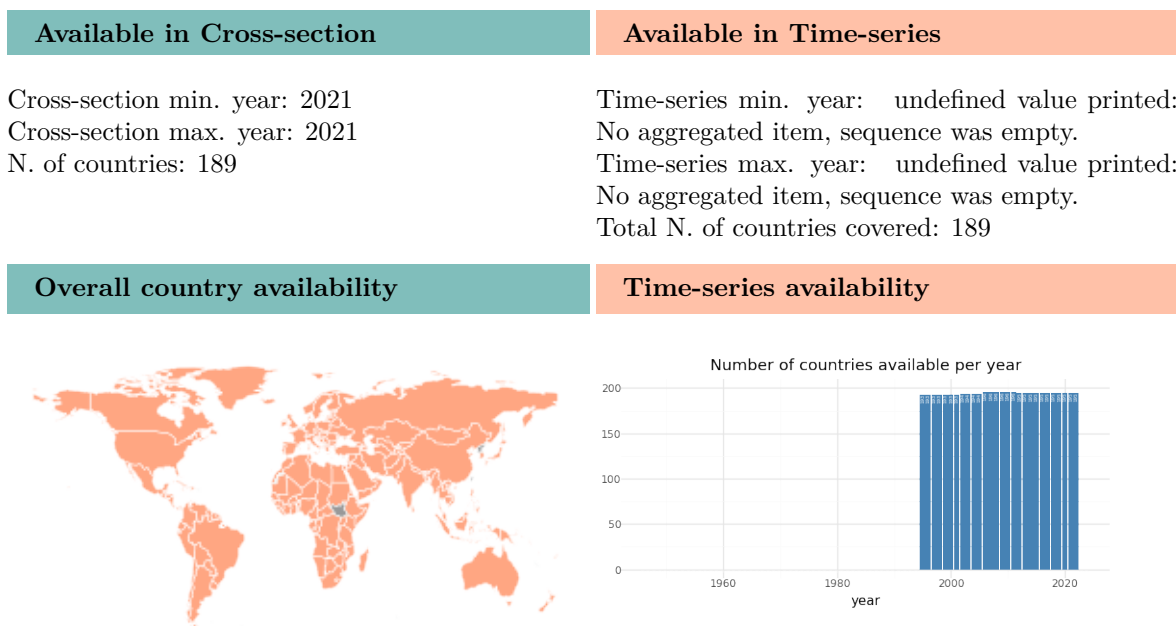 Available in Cross-section
Cross-section min. year: 2021
Cross-section max. year: 2021
N. of countries: 189
Available in Time-series
Time-series min. year: undefined value printed:
No aggregated item, sequence was empty.
Time-series max. year: undefined value printed:
No aggregated item, sequence was empty.
Total N. of countries covered: 189
Overall country availability
Time-series availability
Number of countries available per year
200
150
100
50
0
1960 1980 2000 2020
year